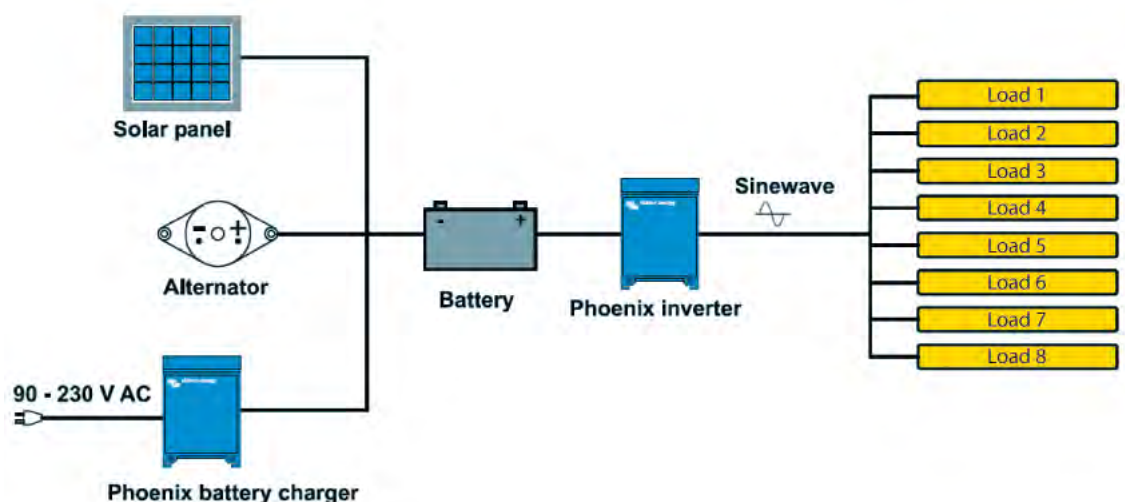 Solar panel
Alternator
90 - 230 V AC
Phoenix battery charger
- +
Battery
Phoenix inverter
Sinewave
Load 1
Load 2
Load 3
Load 4
Load 5
Load 6
Load 7
Load 8